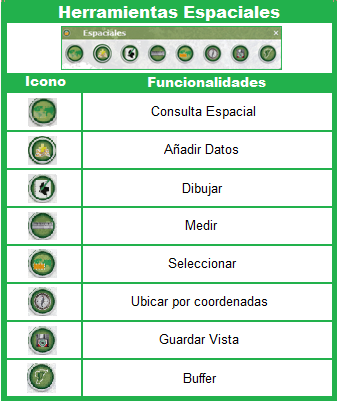 Herramientas Espaciales
Espaciales
Icono Funcionalidades
Consulta Espacial
Añadir Datos
Dibujar
Medir
Seleccionar
Ubicar por coordenadas
Guardar Vista
Buffer